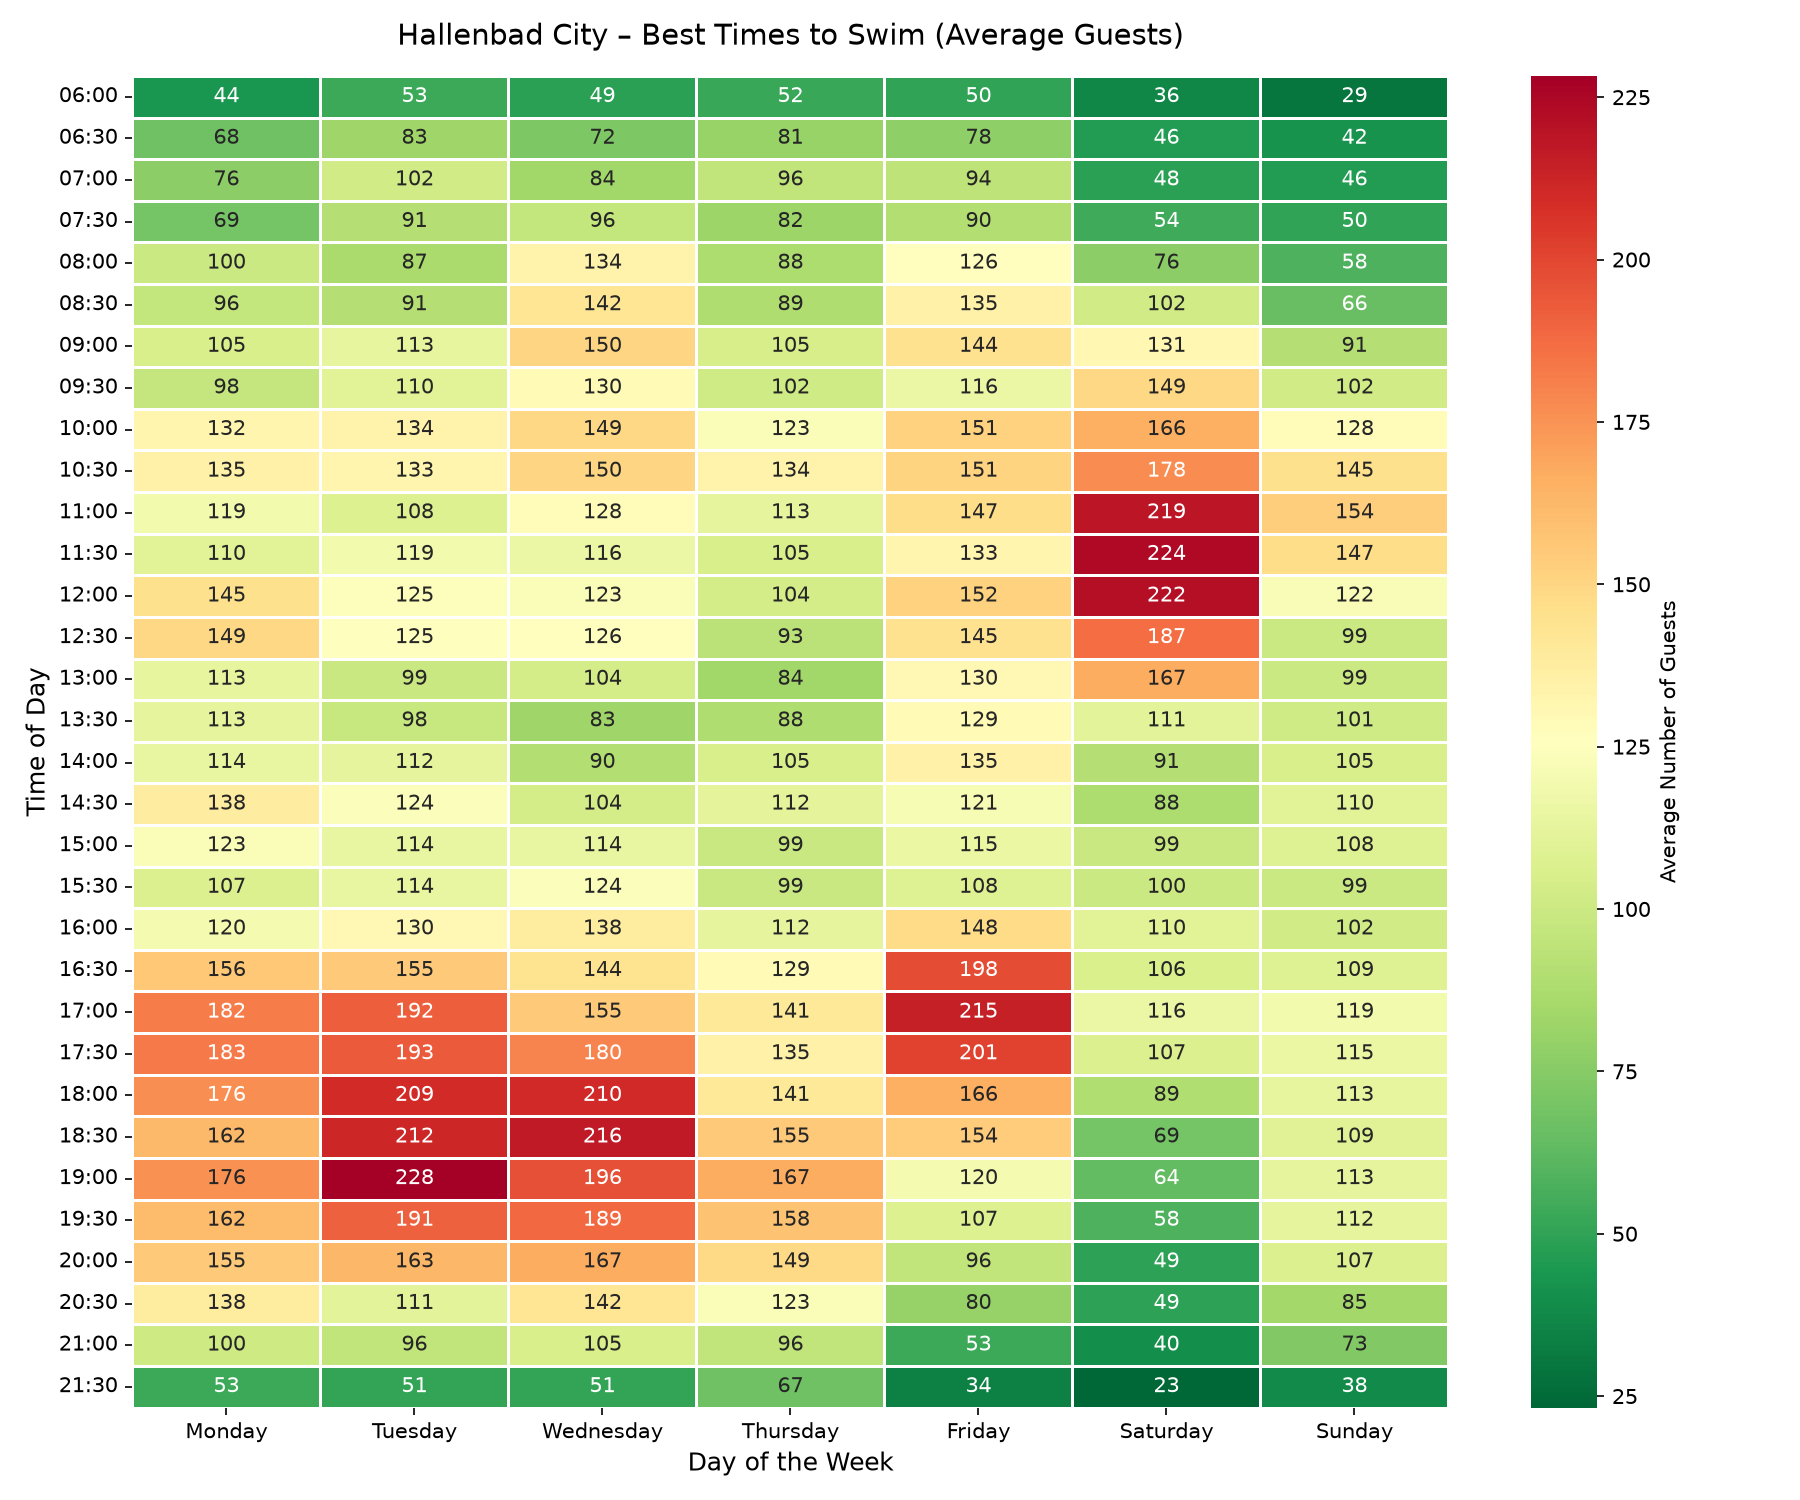 Hallenbad City – Best Times to Swim (Average Guests)
06:00 44 53 49 52 50 36 29
06:30 68 83 72 81 78 46 42
07:00 76 102 84 96 94 48 46
07:30 69 91 96 82 90 54 50
08:00 100 87 134 88 126 76 58
08:30 96 91 142 89 135 102 66
09:00 105 113 150 105 144 131 91
09:30 98 110 130 102 116 149 102
10:00 132 134 149 123 151 166 128
10:30 135 133 150 134 151 178 145
11:00 119 108 128 113 147 219 154
11:30 110 119 116 105 133 224 147
12:00 145 125 123 104 152 222 122
12:30 149 125 126 93 145 187 99
13:00 113 99 104 84 130 167 99
13:30 113 98 83 88 129 111 101
14:00 114 112 90 105 135 91 105
14:30 138 124 104 112 121 88 110
15:00 123 114 114 99 115 99 108
15:30 107 114 124 99 108 100 99
16:00 120 130 138 112 148 110 102
16:30 156 155 144 129 198 106 109
17:00 182 192 155 141 215 116 119
17:30 183 193 180 135 201 107 115
18:00 176 209 210 141 166 89 113
18:30 162 212 216 155 154 69 109
19:00 176 228 196 167 120 64 113
19:30 162 191 189 158 107 58 112
20:00 155 163 167 149 96 49 107
20:30 138 111 142 123 80 49 85
21:00 100 96 105 96 53 40 73
21:30 53 51 51 67 34 23 38
Monday Tuesday Wednesday Thursday Friday Saturday Sunday
Day of the Week
Time of Day
225
200
175
150
125
100
75
50
25
Average Number of Guests